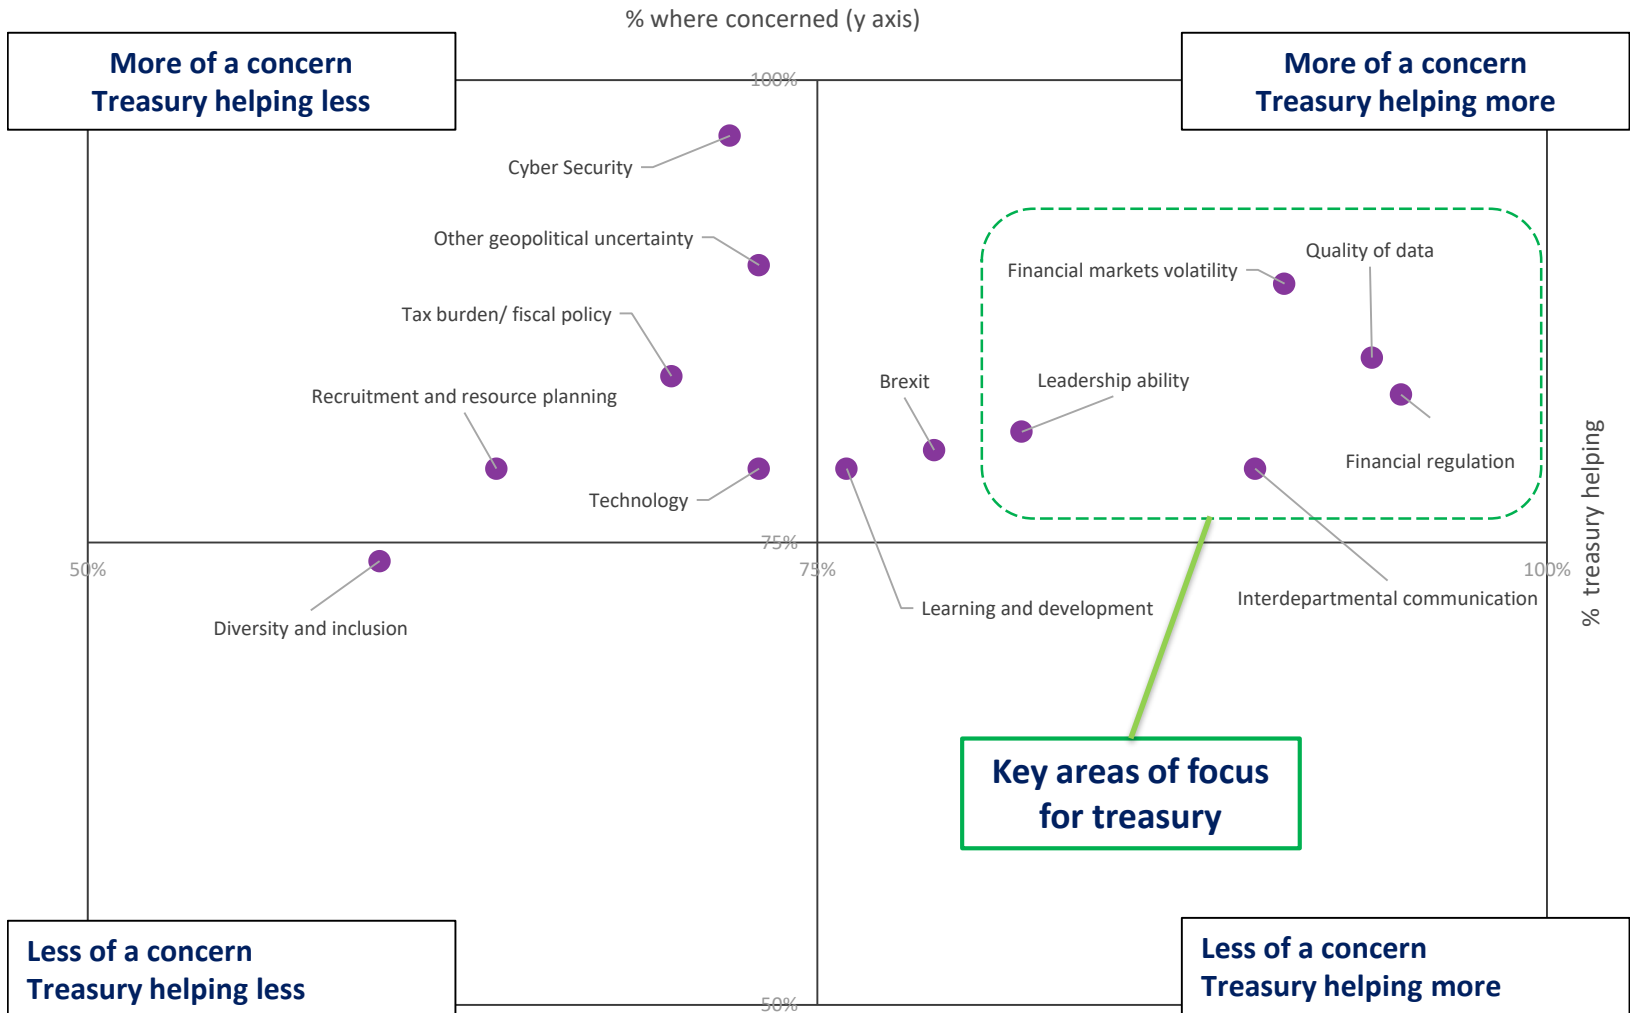 % where concerned (y axis)
More of a concern
Treasury helping less
More of a concern
Treasury helping more
100%
Cyber Security
Other geopolitical uncertainty
Quality of data
Financial markets volatility
Tax burden/ fiscal policy
Brexit
Leadership ability
Recruitment and resource planning
Financial regulation
Technology
% treasury helping
75%
50%
75%
100%
Interdepartmental communication
Learning and development
Diversity and inclusion
Key areas of focus
for treasury
Less of a concern
Treasury helping less
Less of a concern
Treasury helping more
50%